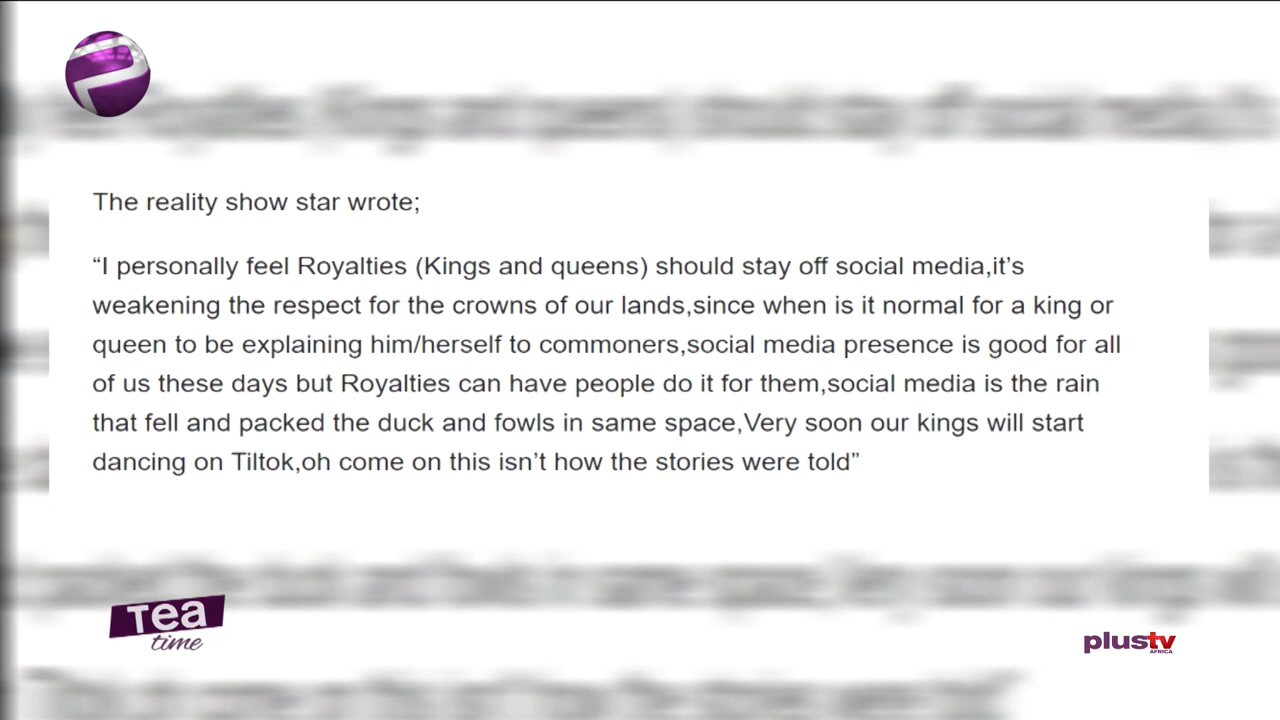 The reality show star wrote;
“I personally feel Royalties (Kings and queens) should stay off social media,it’s
weakening the respect for the crowns of our lands,since when is it normal for a king or
queen to be explaining him/herself to commoners,social media presence is good for all
of us these days but Royalties can have people do it for them,social media is the rain
that fell and packed the duck and fowls in same space,Very soon our kings will start
dancing on Tiltok,oh come on this isn’t how the stories were told”
Tea
time
plustv
AFRICA